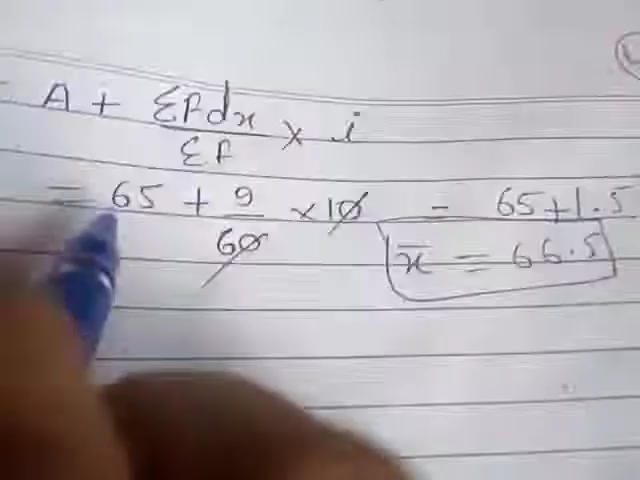 = A + Σfdx / Σf × i
= 65 + 9 / 60 × 10 = 65 + 1.5
x̄ = 66.5